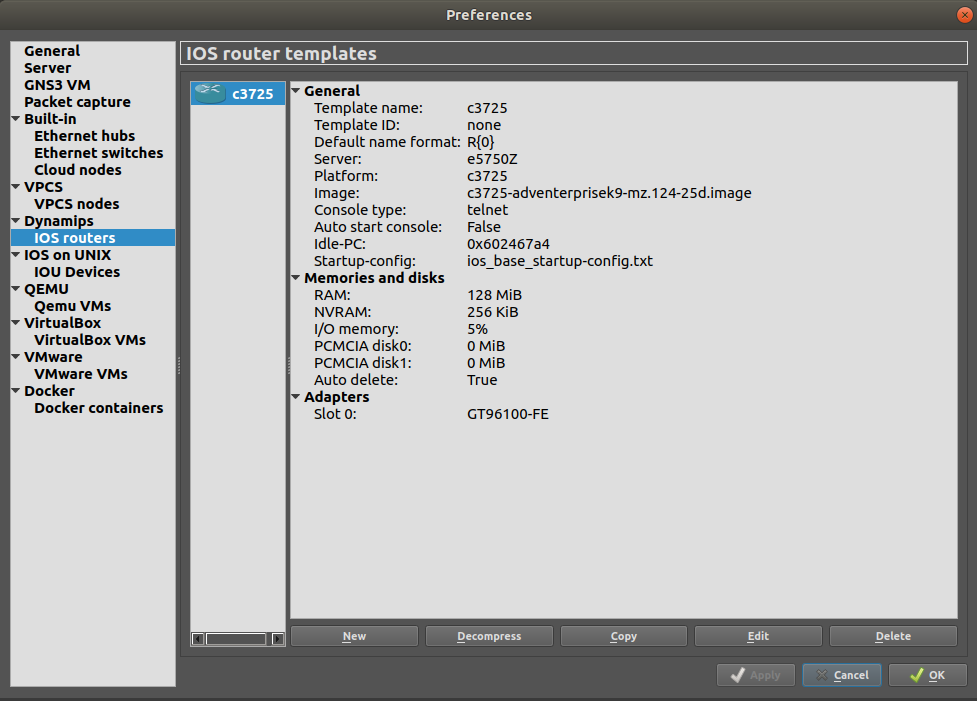 Preferences
General
Server
GNS3 VM
Packet capture
Built-in
Ethernet hubs
Ethernet switches
Cloud nodes
VPCS
VPCS nodes
Dynamips
IOS routers
IOS on UNIX
IOU Devices
QEMU
Qemu VMs
VirtualBox
VirtualBox VMs
VMware
VMware VMs
Docker
Docker containers
IOS router templates
c3725
General
Template name: c3725
Template ID: none
Default name format: R{0}
Server: e5750Z
Platform: c3725
Image: c3725-adventerprisek9-mz.124-25d.image
Console type: telnet
Auto start console: False
Idle-PC: 0x602467a4
Startup-config: ios_base_startup-config.txt
Memories and disks
RAM: 128 MiB
NVRAM: 256 KiB
I/O memory: 5%
PCMCIA disk0: 0 MiB
PCMCIA disk1: 0 MiB
Auto delete: True
Adapters
Slot 0: GT96100-FE
New Decompress Copy Edit Delete
Apply Cancel OK